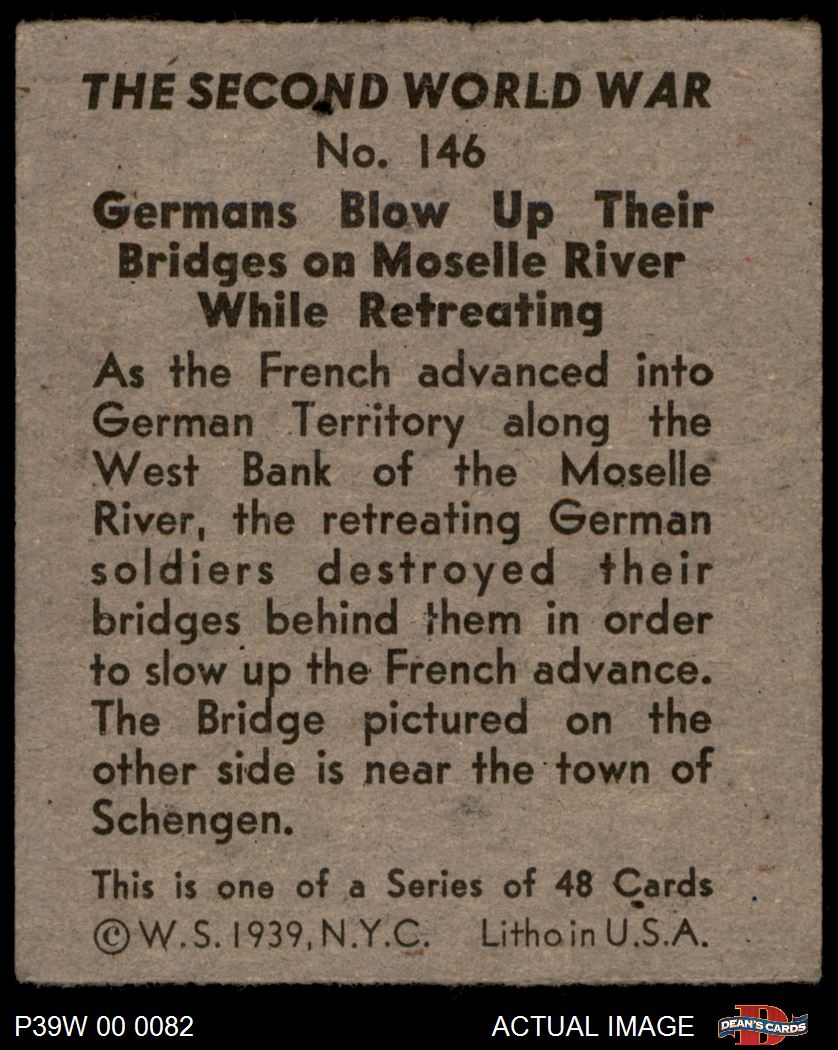 THE SECOND WORLD WAR
No. 146
Germans Blow Up Their
Bridges on Moselle River
While Retreating
As the French advanced into
German Territory along the
West Bank of the Moselle
River, the retreating German
soldiers destroyed their
bridges behind them in order
to slow up the French advance.
The Bridge pictured on the
other side is near the town of
Schengen.
This is one of a Series of 48 Cards
© W. S. 1939, N.Y.C. Litho in U.S.A.
P39W 00 0082 ACTUAL IMAGE DEAN'S CARDS